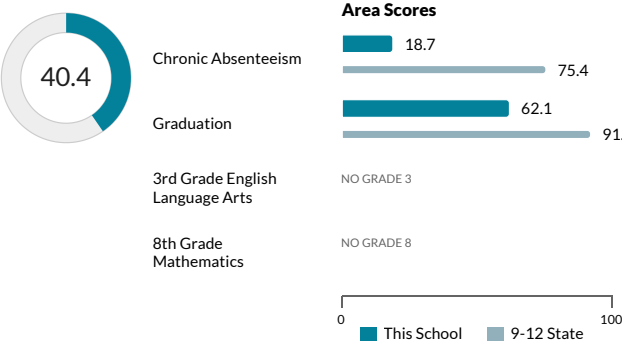 Area Scores
40.4
Chronic Absenteeism
18.7
75.4
Graduation
62.1
91.
3rd Grade English
Language Arts
NO GRADE 3
8th Grade
Mathematics
NO GRADE 8
0
100
This School
9-12 State